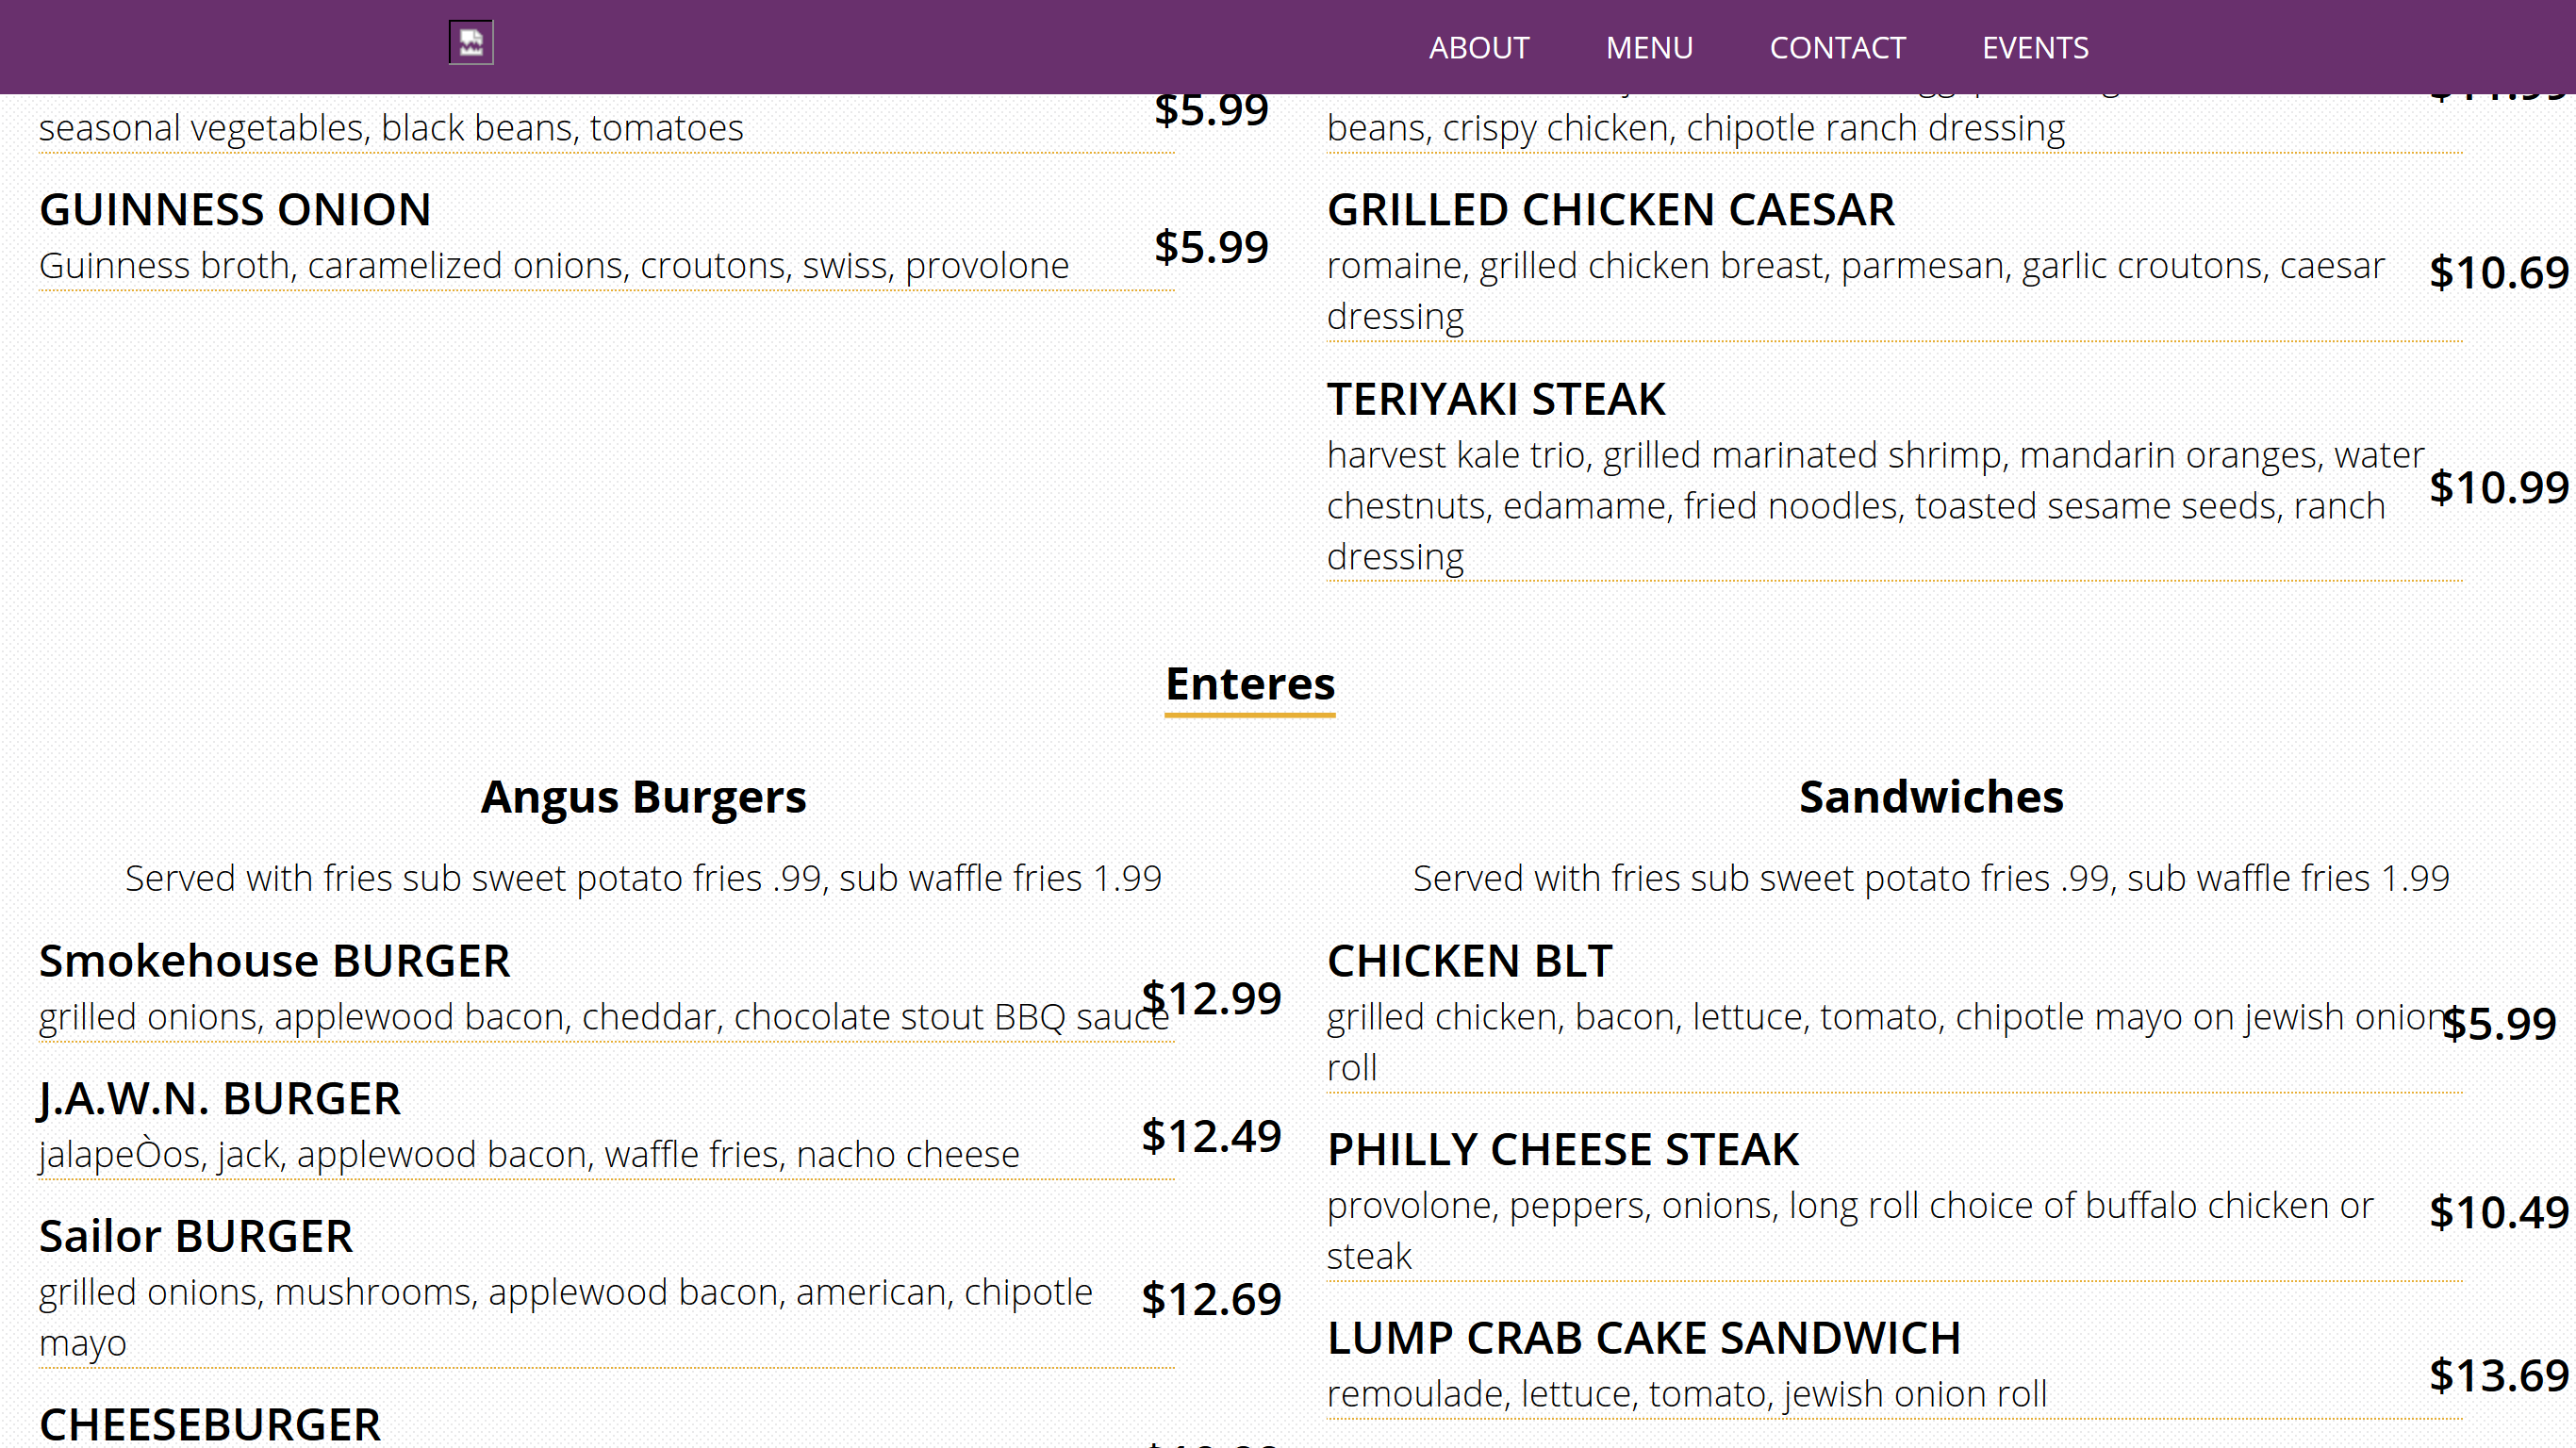 ABOUT MENU CONTACT EVENTS
$5.99
seasonal vegetables, black beans, tomatoes
GUINNESS ONION
Guinness broth, caramelized onions, croutons, swiss, provolone
$5.99
beans, crispy chicken, chipotle ranch dressing
GRILLED CHICKEN CAESAR
romaine, grilled chicken breast, parmesan, garlic croutons, caesar
dressing
$10.69
TERIYAKI STEAK
harvest kale trio, grilled marinated shrimp, mandarin oranges, water
chestnuts, edamame, fried noodles, toasted sesame seeds, ranch
dressing
$10.99
Enteres
Angus Burgers
Served with fries sub sweet potato fries .99, sub waffle fries 1.99
Smokehouse BURGER
grilled onions, applewood bacon, cheddar, chocolate stout BBQ sauce
$12.99
J.A.W.N. BURGER
jalapeÒos, jack, applewood bacon, waffle fries, nacho cheese
$12.49
Sailor BURGER
grilled onions, mushrooms, applewood bacon, american, chipotle
mayo
$12.69
CHEESEBURGER
Sandwiches
Served with fries sub sweet potato fries .99, sub waffle fries 1.99
CHICKEN BLT
grilled chicken, bacon, lettuce, tomato, chipotle mayo on jewish onion
roll
$5.99
PHILLY CHEESE STEAK
provolone, peppers, onions, long roll choice of buffalo chicken or
steak
$10.49
LUMP CRAB CAKE SANDWICH
remoulade, lettuce, tomato, jewish onion roll
$13.69